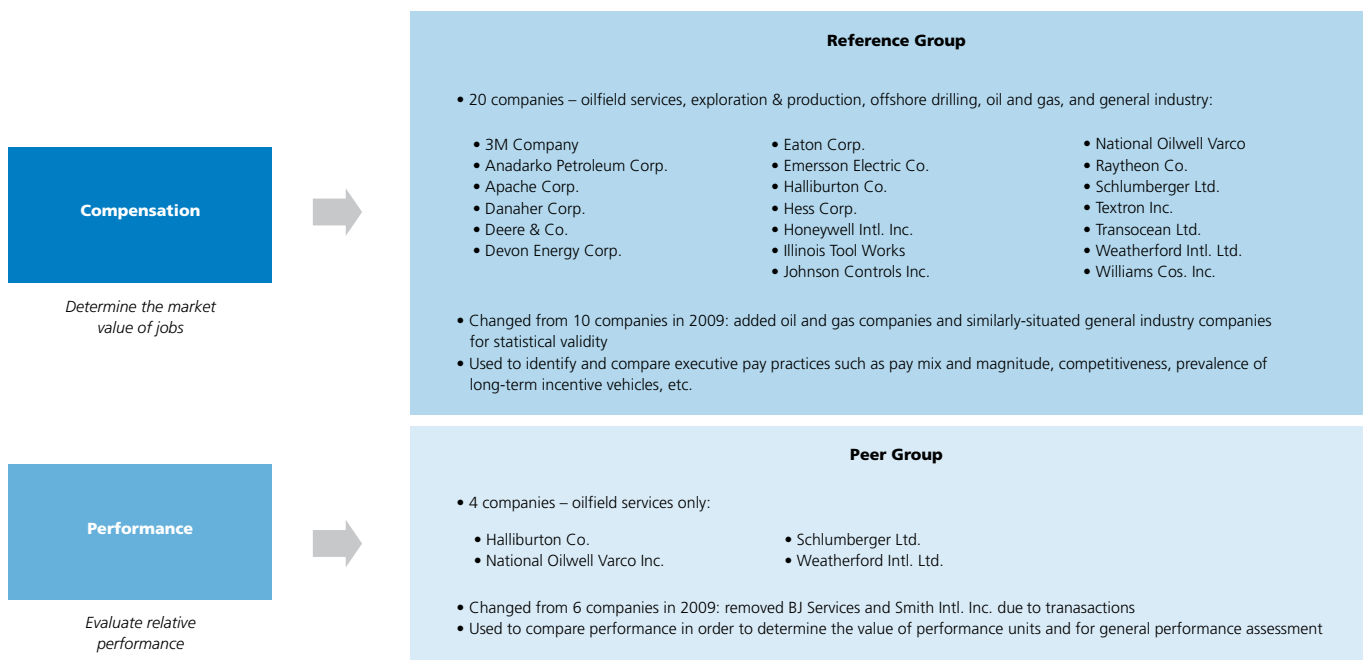 Reference Group
• 20 companies – oilfield services, exploration & production, offshore drilling, oil and gas, and general industry:
• 3M Company
• Anadarko Petroleum Corp.
• Apache Corp.
• Danaher Corp.
• Deere & Co.
• Devon Energy Corp.
• Eaton Corp.
• Emersson Electric Co.
• Halliburton Co.
• Hess Corp.
• Honeywell Intl. Inc.
• Illinois Tool Works
• Johnson Controls Inc.
• National Oilwell Varco
• Raytheon Co.
• Schlumberger Ltd.
• Textron Inc.
• Transocean Ltd.
• Weatherford Intl. Ltd.
• Williams Cos. Inc.
• Changed from 10 companies in 2009: added oil and gas companies and similarly-situated general industry companies
for statistical validity
• Used to identify and compare executive pay practices such as pay mix and magnitude, competitiveness, prevalence of
long-term incentive vehicles, etc.
Compensation
Determine the market
value of jobs
Peer Group
• 4 companies – oilfield services only:
• Halliburton Co.
• National Oilwell Varco Inc.
• Schlumberger Ltd.
• Weatherford Intl. Ltd.
• Changed from 6 companies in 2009: removed BJ Services and Smith Intl. Inc. due to tranasactions
• Used to compare performance in order to determine the value of performance units and for general performance assessment
Performance
Evaluate relative
performance